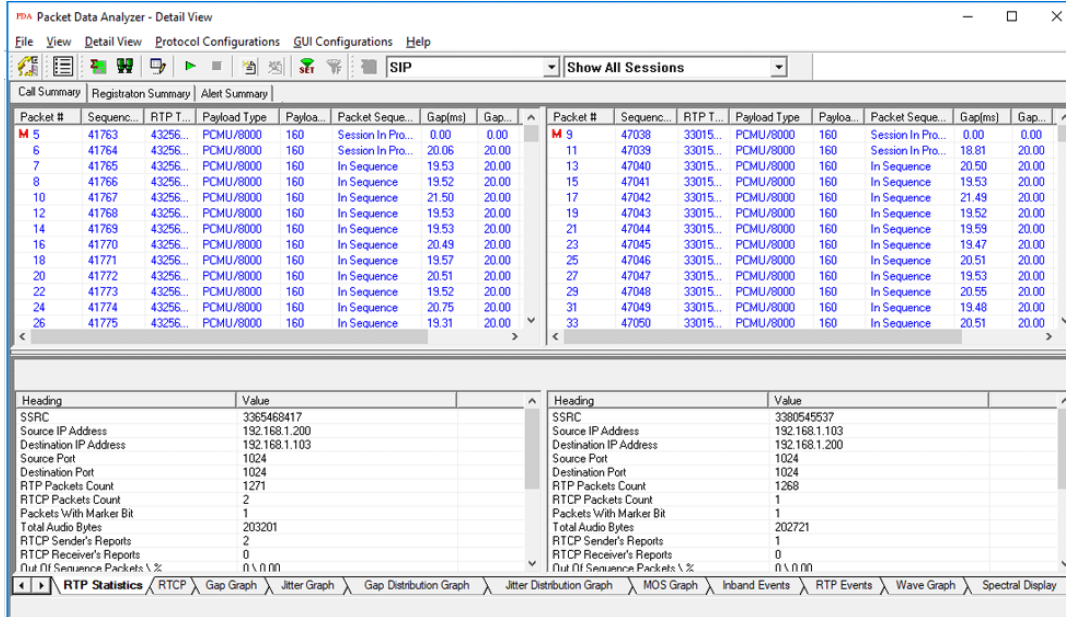 PDA Packet Data Analyzer - Detail View
File View Detail View Protocol Configurations GUI Configurations Help
SET SIP Show All Sessions
Call Summary Registraton Summary Alert Summary
Packet # Sequenc... RTP T... Payload Type Payloa... Packet Seque... Gap(ms) Gap... Packet # Sequenc... RTP T... Payload Type Payloa... Packet Seque... Gap(ms) Gap...
M 5 41763 43256... PCMU/8000 160 Session In Pro... 0.00 0.00 M 9 47038 33015... PCMU/8000 160 Session In Pro... 0.00 0.00
6 41764 43256... PCMU/8000 160 Session In Pro... 20.06 20.00 11 47039 33015... PCMU/8000 160 Session In Pro... 18.81 20.00
7 41765 43256... PCMU/8000 160 In Sequence 19.53 20.00 13 47040 33015... PCMU/8000 160 In Sequence 20.50 20.00
8 41766 43256... PCMU/8000 160 In Sequence 19.52 20.00 15 47041 33015... PCMU/8000 160 In Sequence 19.53 20.00
10 41767 43256... PCMU/8000 160 In Sequence 21.50 20.00 17 47042 33015... PCMU/8000 160 In Sequence 21.49 20.00
12 41768 43256... PCMU/8000 160 In Sequence 19.53 20.00 19 47043 33015... PCMU/8000 160 In Sequence 19.52 20.00
14 41769 43256... PCMU/8000 160 In Sequence 19.53 20.00 21 47044 33015... PCMU/8000 160 In Sequence 19.59 20.00
16 41770 43256... PCMU/8000 160 In Sequence 20.49 20.00 23 47045 33015... PCMU/8000 160 In Sequence 19.47 20.00
18 41771 43256... PCMU/8000 160 In Sequence 19.57 20.00 25 47046 33015... PCMU/8000 160 In Sequence 20.51 20.00
20 41772 43256... PCMU/8000 160 In Sequence 20.51 20.00 27 47047 33015... PCMU/8000 160 In Sequence 19.53 20.00
22 41773 43256... PCMU/8000 160 In Sequence 19.52 20.00 29 47048 33015... PCMU/8000 160 In Sequence 20.55 20.00
24 41774 43256... PCMU/8000 160 In Sequence 20.75 20.00 31 47049 33015... PCMU/8000 160 In Sequence 19.48 20.00
26 41775 43256... PCMU/8000 160 In Sequence 19.31 20.00 33 47050 33015... PCMU/8000 160 In Sequence 20.51 20.00
Heading Value Heading Value
SSRC 3365468417 SSRC 3380545537
Source IP Address 192.168.1.200 Source IP Address 192.168.1.103
Destination IP Address 192.168.1.103 Destination IP Address 192.168.1.200
Source Port 1024 Source Port 1024
Destination Port 1024 Destination Port 1024
RTP Packets Count 1271 RTP Packets Count 1268
RTCP Packets Count 2 RTCP Packets Count 1
Packets With Marker Bit 1 Packets With Marker Bit 1
Total Audio Bytes 203201 Total Audio Bytes 202721
RTCP Sender's Reports 2 RTCP Sender's Reports 1
RTCP Receiver's Reports 0 RTCP Receiver's Reports 0
Out Of Sequence Packets \ % 0 \ 0.00 Out Of Sequence Packets \ % 0 \ 0.00
RTP Statistics RTCP Gap Graph Jitter Graph Gap Distribution Graph Jitter Distribution Graph MOS Graph Inband Events RTP Events Wave Graph Spectral Display